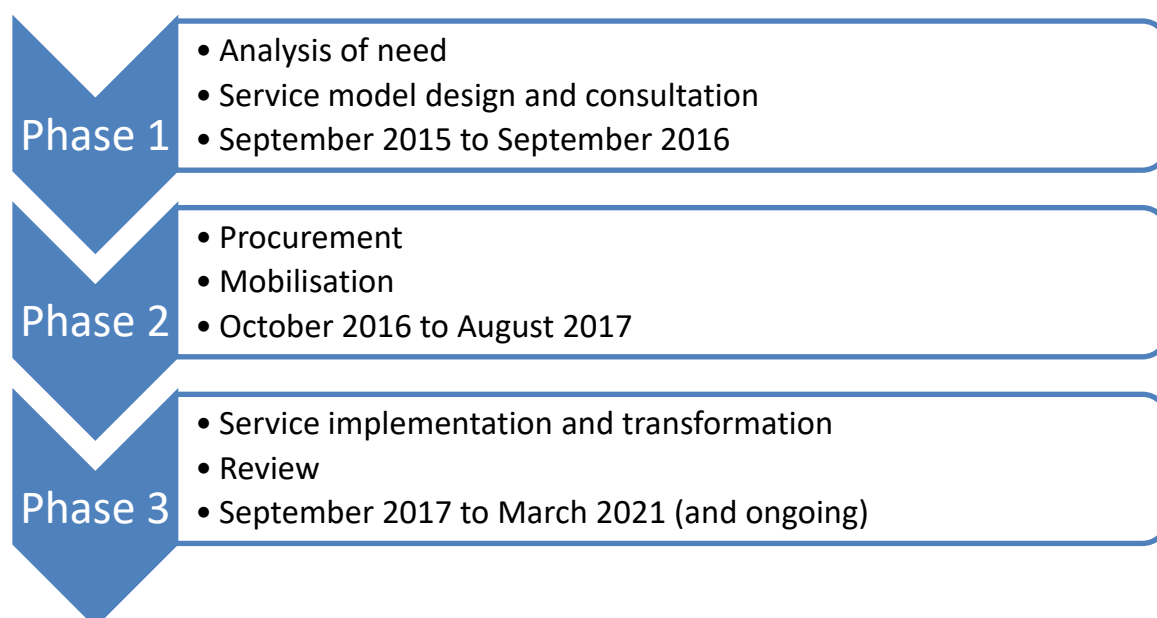 Phase 1
• Analysis of need
• Service model design and consultation
• September 2015 to September 2016
Phase 2
• Procurement
• Mobilisation
• October 2016 to August 2017
Phase 3
• Service implementation and transformation
• Review
• September 2017 to March 2021 (and ongoing)